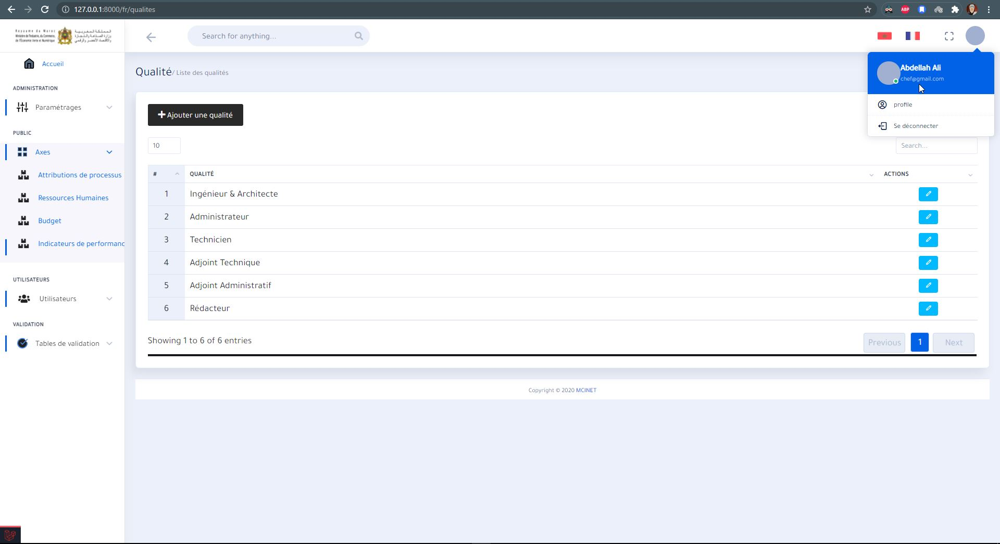 127.0.0.1:8000/fr/qualites
ABP
Royaume du Maroc
Ministère de l'Industrie, du Commerce,
de l'Économie Verte et Numérique
المملكة المغربية
وزارة الصناعة والتجارة
والاقتصاد الأخضر والرقمي
Search for anything...
Abdellah Ali
chef@gmail.com
profile
Se déconnecter
Accueil
ADMINISTRATION
Paramétrages
PUBLIC
Axes
Attributions de processus
Ressources Humaines
Budget
Indicateurs de performanc
UTILISATEURS
Utilisateurs
VALIDATION
Tables de validation
Qualité/ Liste des qualités
Ajouter une qualité
10
Search...
# QUALITÉ ACTIONS
1 Ingénieur & Architecte
2 Administrateur
3 Technicien
4 Adjoint Technique
5 Adjoint Administratif
6 Rédacteur
Showing 1 to 6 of 6 entries
Previous 1 Next
Copyright © 2020 MCINET